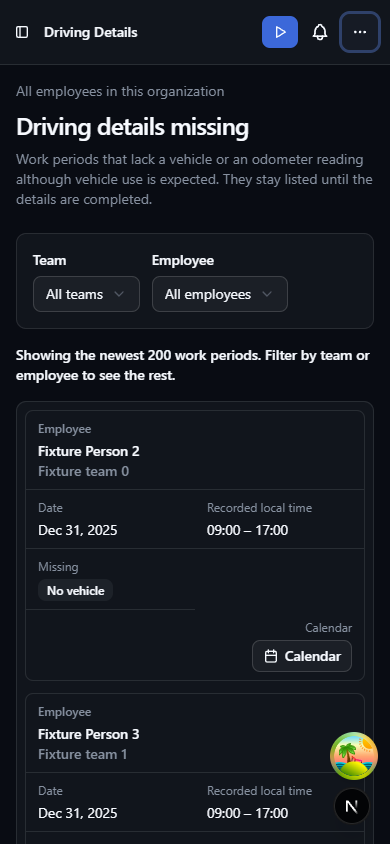 Driving Details
All employees in this organization
Driving details missing
Work periods that lack a vehicle or an odometer reading
although vehicle use is expected. They stay listed until the
details are completed.
Team
Employee
All teams
All employees
Showing the newest 200 work periods. Filter by team or
employee to see the rest.
Employee
Fixture Person 2
Fixture team 0
Date
Recorded local time
Dec 31, 2025
09:00 – 17:00
Missing
No vehicle
Calendar
Calendar
Employee
Fixture Person 3
Fixture team 1
Date
Recorded local time
Dec 31, 2025
09:00 – 17:00
N